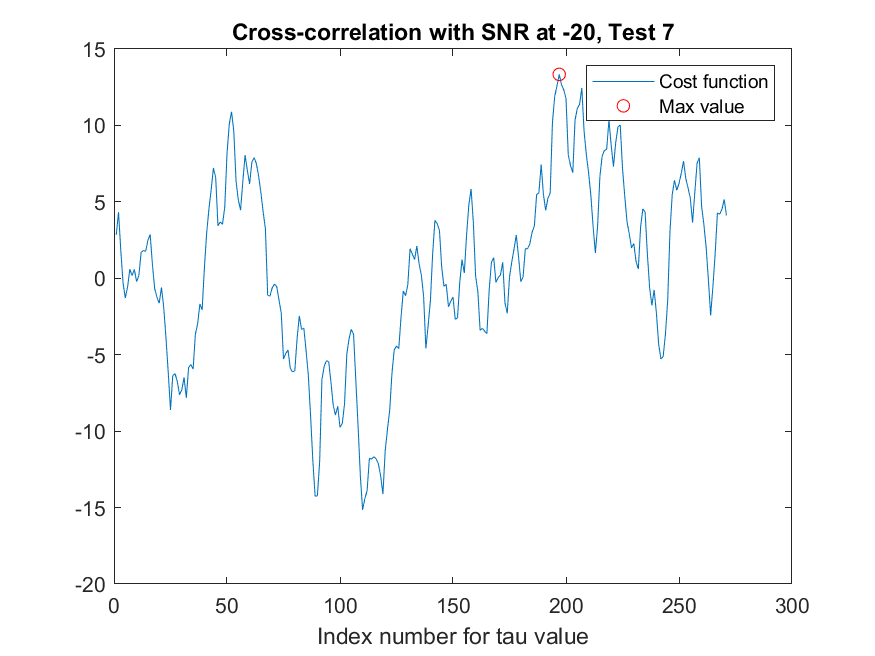 Cross-correlation with SNR at -20, Test 7
15
10
5
0
-5
-10
-15
-20
Cost function
Max value
0 50 100 150 200 250 300
Index number for tau value